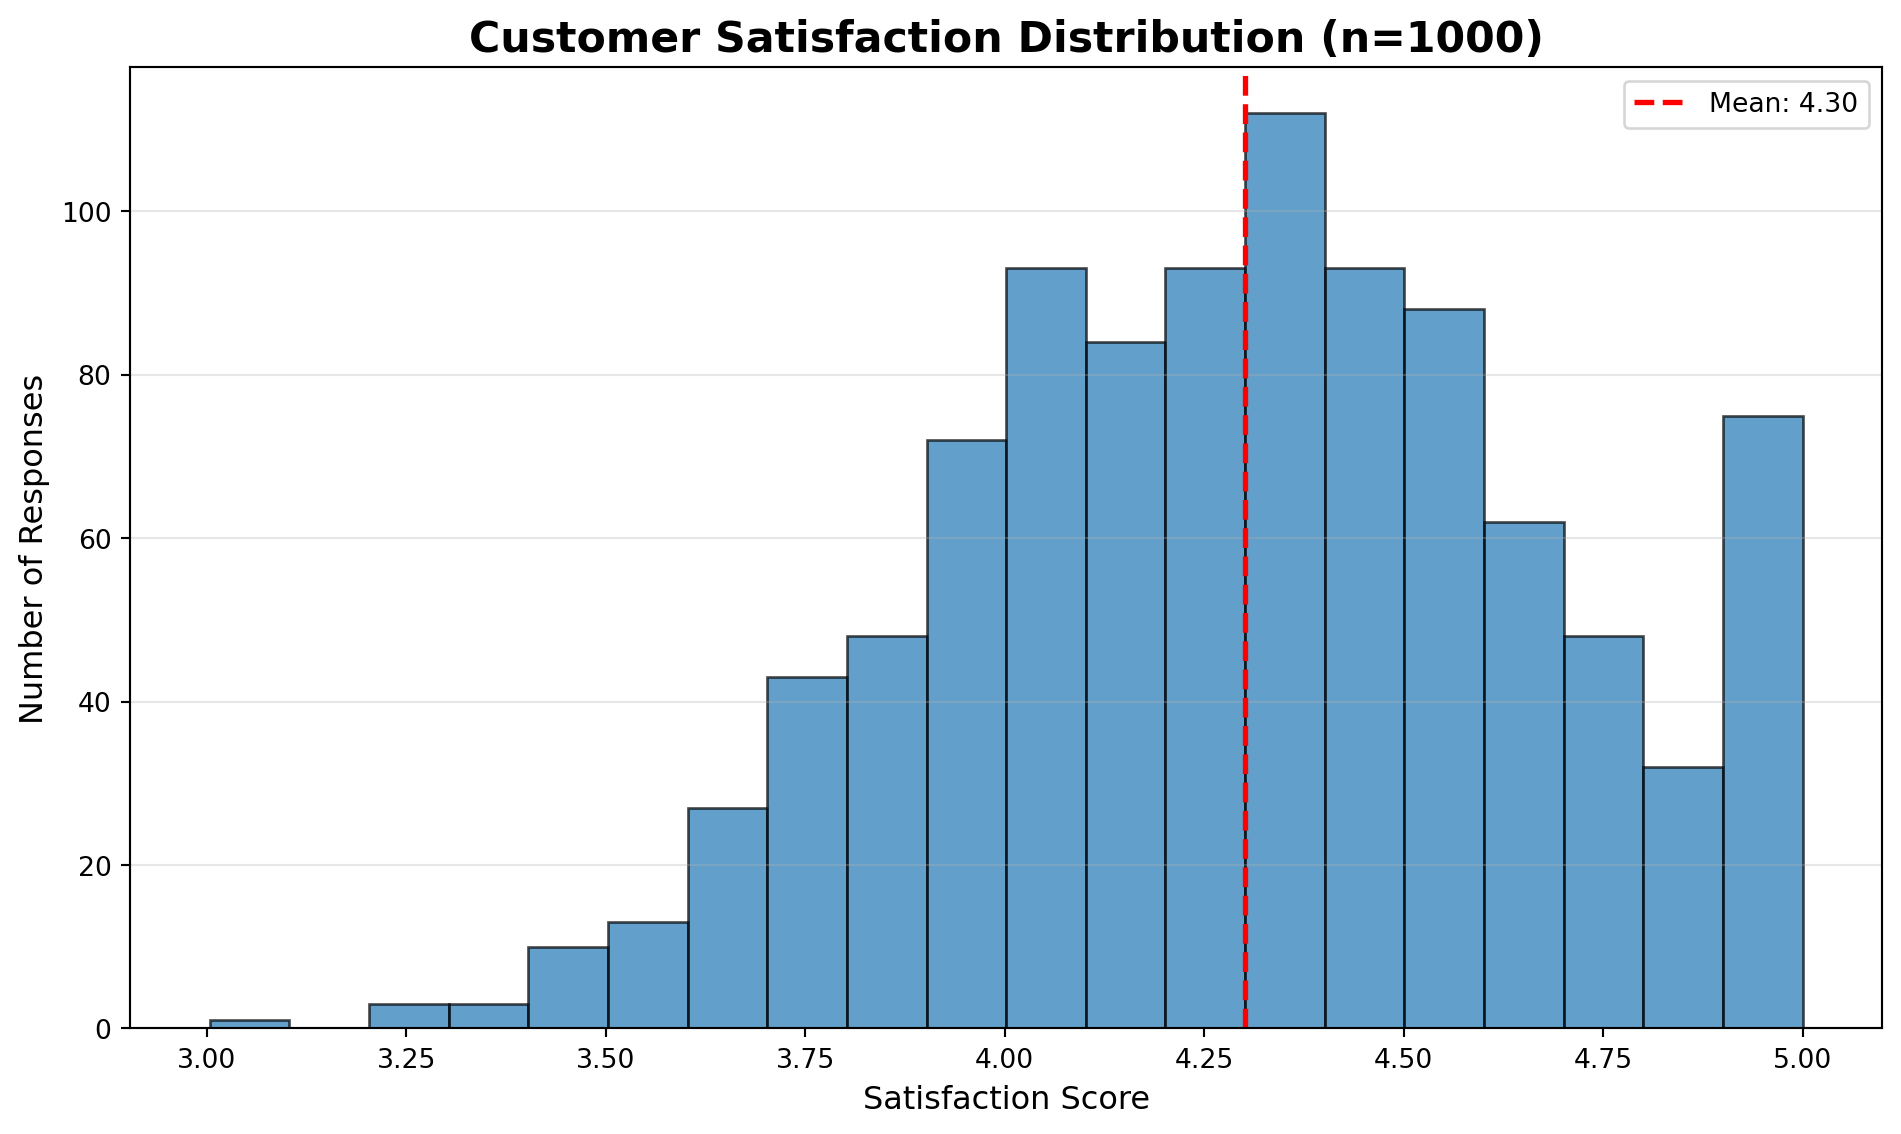 Customer Satisfaction Distribution (n=1000)
Mean: 4.30
Number of Responses
100
80
60
40
20
0
3.00 3.25 3.50 3.75 4.00 4.25 4.50 4.75 5.00
Satisfaction Score